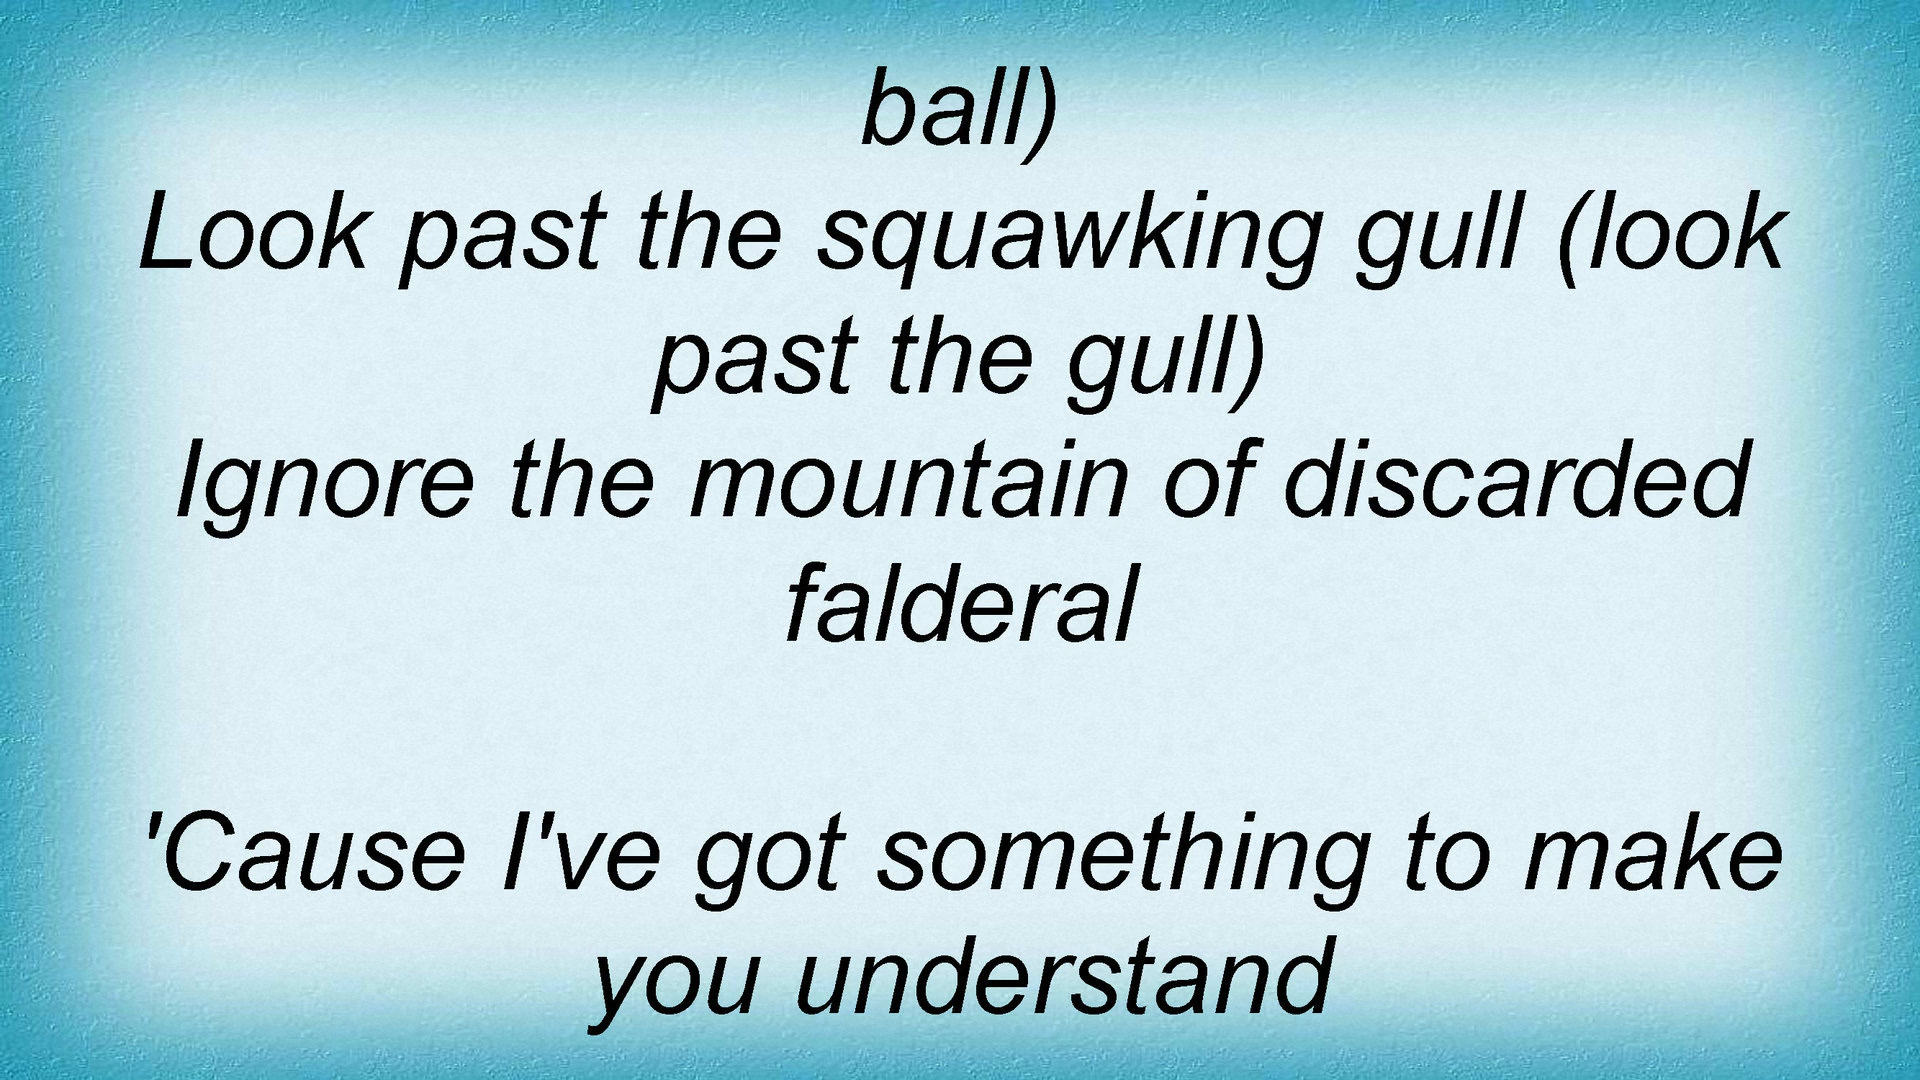 ball)
Look past the squawking gull (look
past the gull)
Ignore the mountain of discarded
falderal
'Cause I've got something to make
you understand